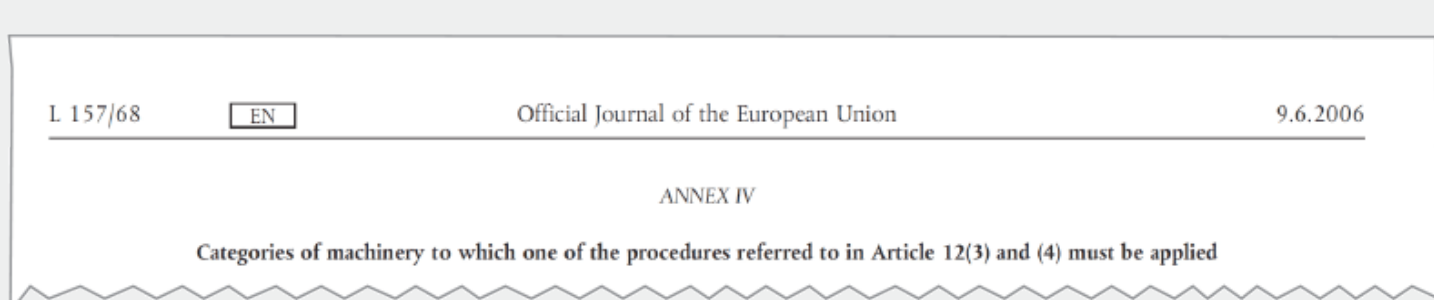 L 157/68 EN Official Journal of the European Union 9.6.2006
ANNEX IV
Categories of machinery to which one of the procedures referred to in Article 12(3) and (4) must be applied